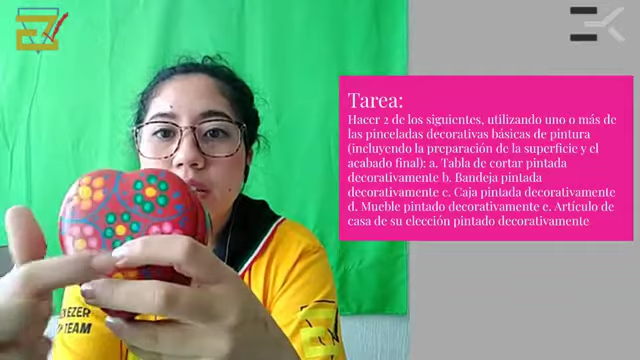 Tarea:
Hacer 2 de los siguientes, utilizando uno o más de
las pinceladas decorativas básicas de pintura
(incluyendo la preparación de la superficie y el
acabado final): a. Tabla de cortar pintada
decorativamente b. Bandeja pintada
decorativamente c. Caja pintada decorativamente
d. Mueble pintado decorativamente e. Artículo de
casa de su elección pintado decorativamente
EZER
TEAM